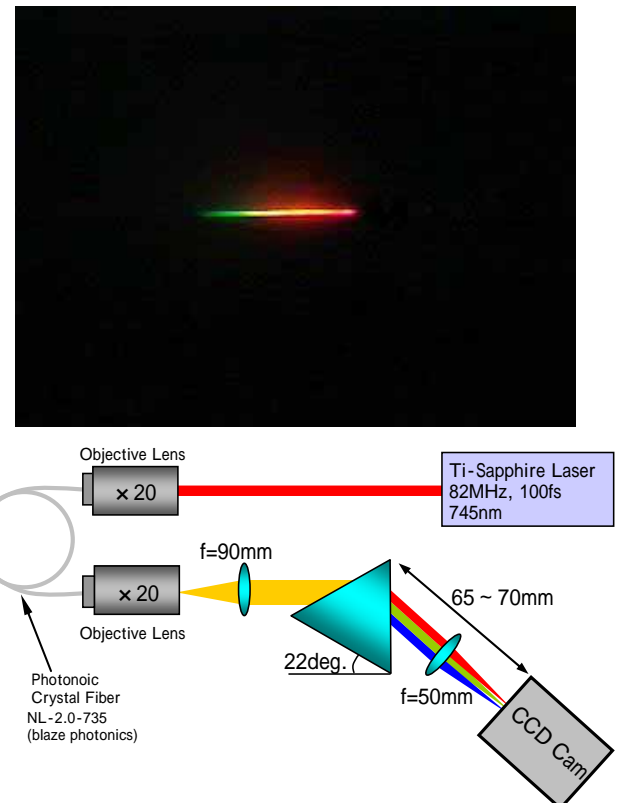 Objective Lens
× 20
Ti-Sapphire Laser
82MHz, 100fs
745nm
f=90mm
× 20
65 ~ 70mm
Objective Lens
22deg.
f=50mm
Photonic
Crystal Fiber
NL-2.0-735
(blaze photonics)
CCD Cam